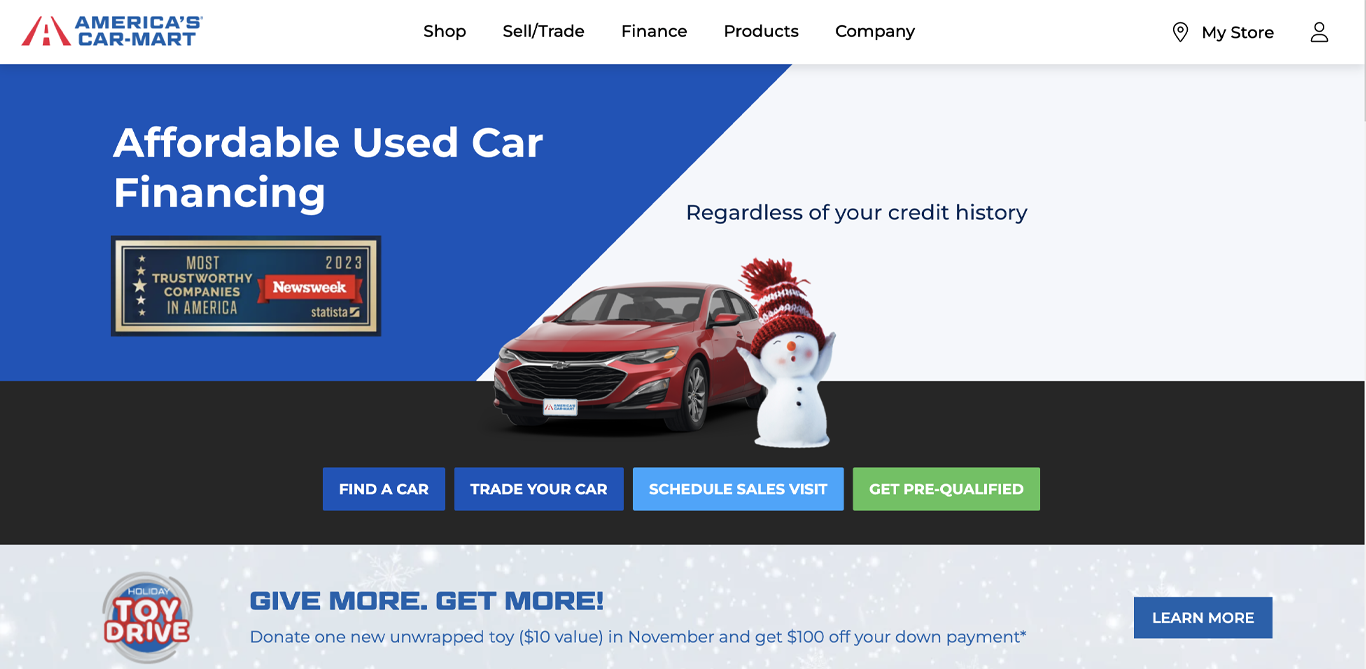 AMERICA'S
CAR-MART
Shop Sell/Trade Finance Products Company My Store
Affordable Used Car
Financing
Regardless of your credit history
MOST
TRUSTWORTHY
COMPANIES
IN AMERICA
2023
Newsweek
statista
AMERICA'S
CAR-MART
FIND A CAR TRADE YOUR CAR SCHEDULE SALES VISIT GET PRE-QUALIFIED
HOLIDAY
TOY
DRIVE
GIVE MORE. GET MORE!
Donate one new unwrapped toy ($10 value) in November and get $100 off your down payment*
LEARN MORE